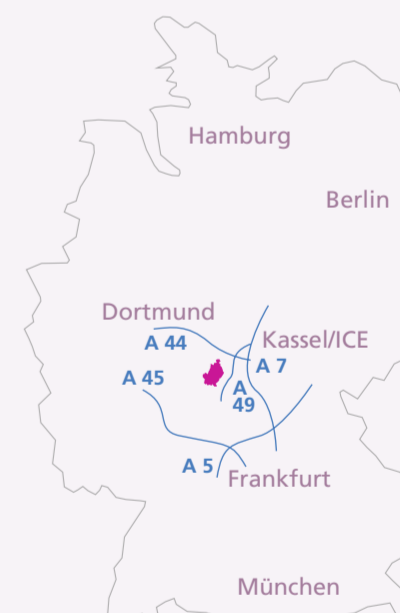 Hamburg
Berlin
Dortmund
A 44
Kassel/ICE
A 7
A 45
A
49
A 5
Frankfurt
München